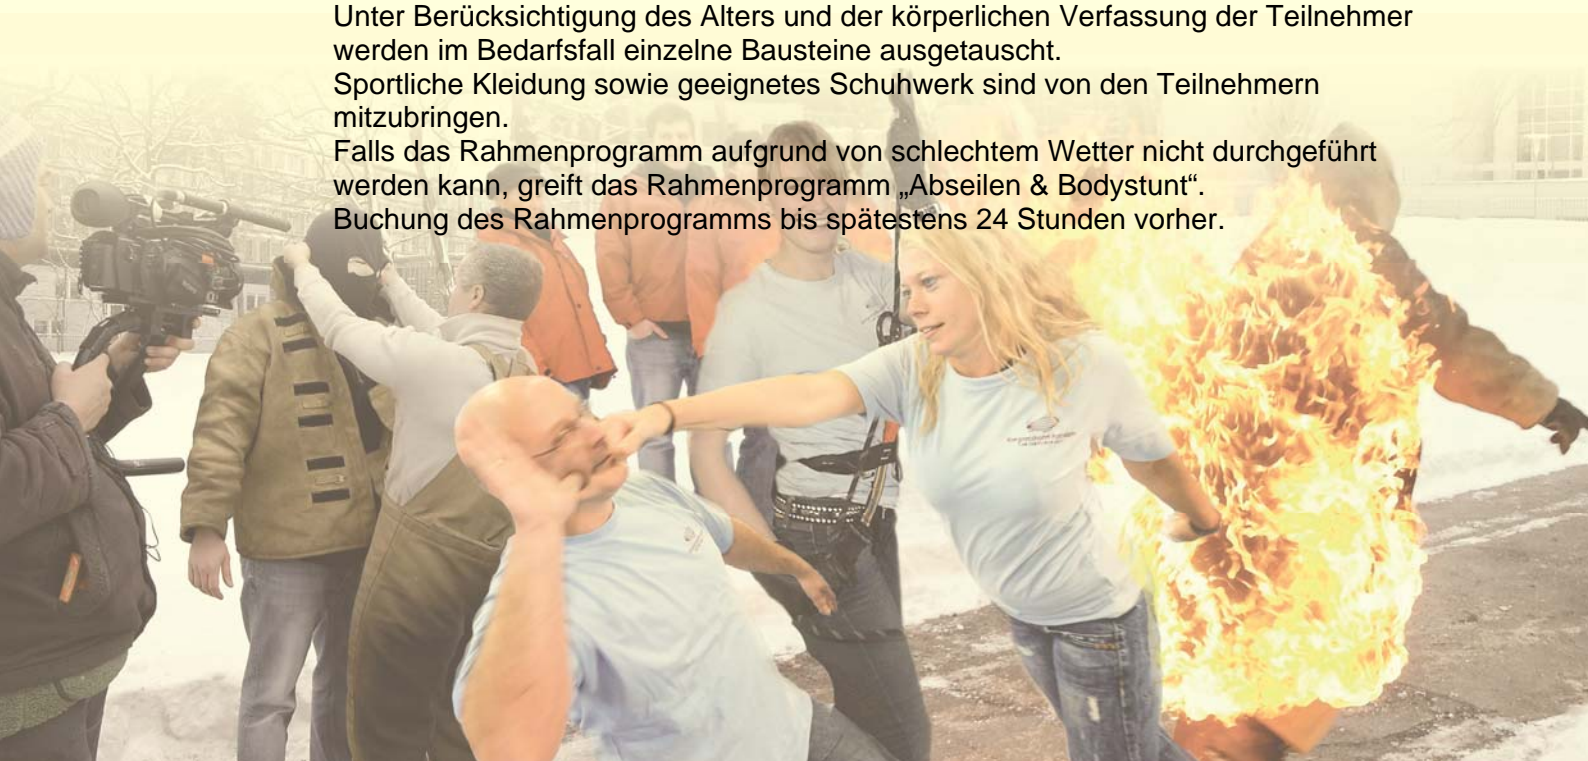 Unter Berücksichtigung des Alters und der körperlichen Verfassung der Teilnehmer
werden im Bedarfsfall einzelne Bausteine ausgetauscht.
Sportliche Kleidung sowie geeignetes Schuhwerk sind von den Teilnehmern
mitzubringen.
Falls das Rahmenprogramm aufgrund von schlechtem Wetter nicht durchgeführt
werden kann, greift das Rahmenprogramm „Abseilen & Bodystunt“.
Buchung des Rahmenprogramms bis spätestens 24 Stunden vorher.